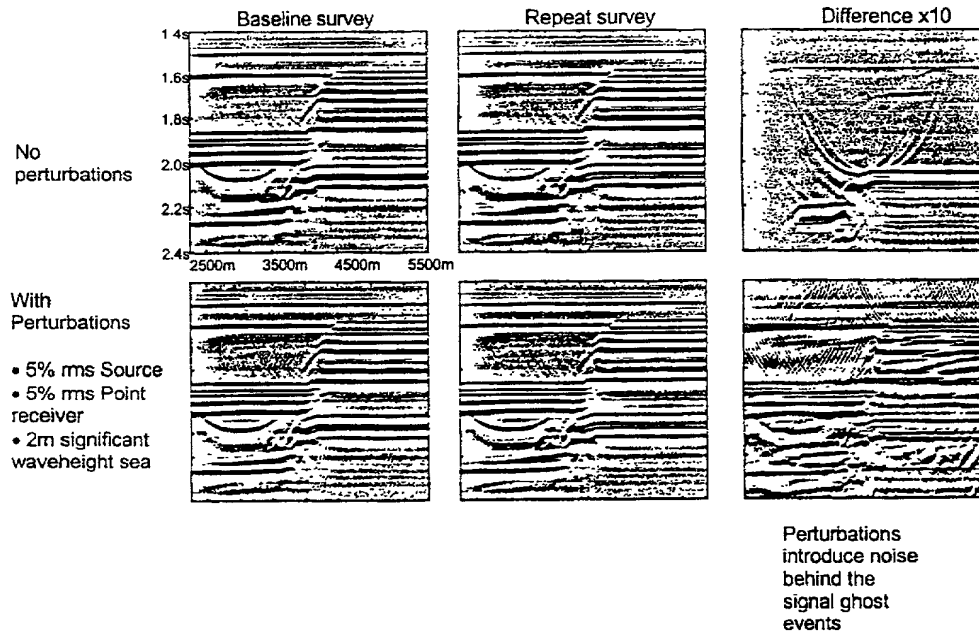 Baseline survey
Repeat survey
Difference x10
1.4s
1.6s
1.8s
2.0s
2.2s
2.4s
No
perturbations
2500m
3500m
4500m
5500m
With
Perturbations
• 5% rms Source
• 5% rms Point
receiver
• 2m significant
waveheight sea
Perturbations
introduce noise
behind the
signal ghost
events